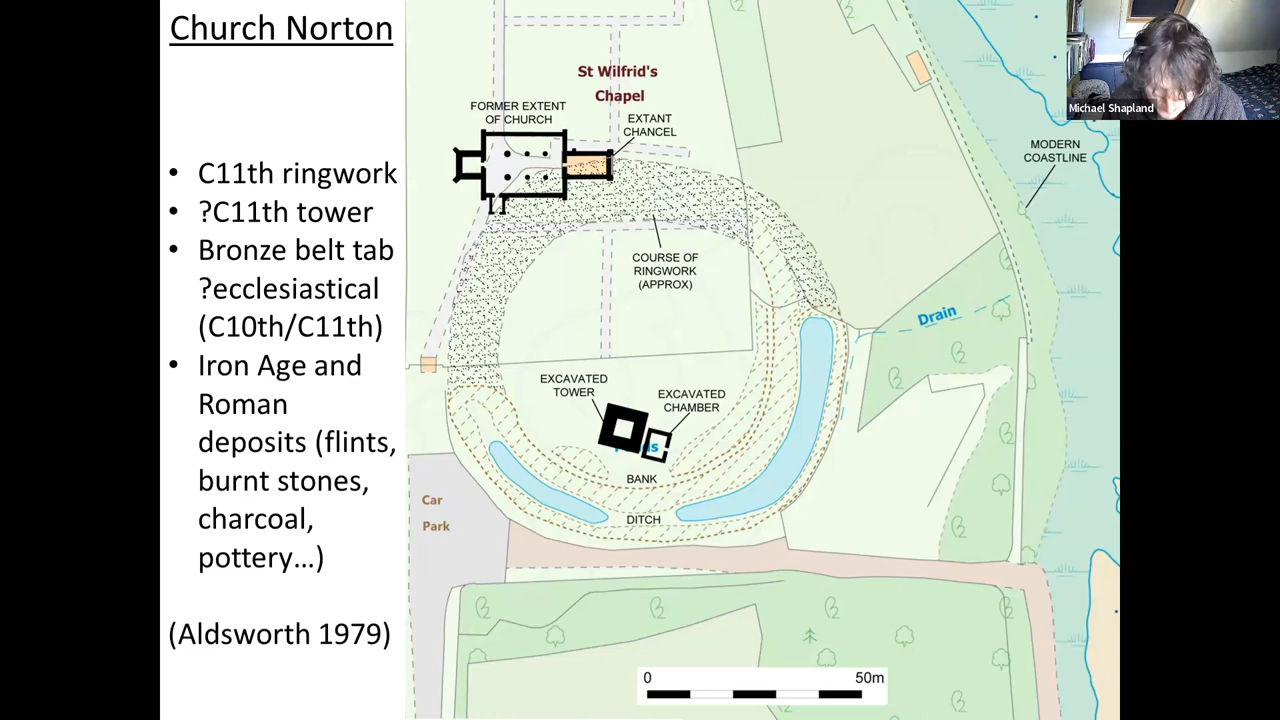 Church Norton
• C11th ringwork
• ?C11th tower
• Bronze belt tab
?ecclesiastical
(C10th/C11th)
• Iron Age and
Roman
deposits (flints,
burnt stones,
charcoal,
pottery…)
(Aldsworth 1979)
St Wilfrid's
Chapel
FORMER EXTENT
OF CHURCH
EXTANT
CHANCEL
MODERN
COASTLINE
COURSE OF
RINGWORK
(APPROX)
Drain
EXCAVATED
TOWER
EXCAVATED
CHAMBER
BANK
DITCH
Car
Park
0 50m
Michael Shapland